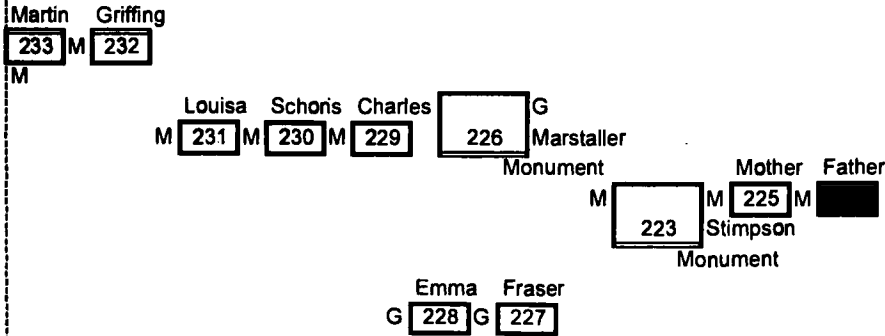 Martin Griffing
233 M 232
M
Louisa Schoris Charles G
M 231 M 230 M 229 226 Marstaller
Monument
Mother Father
M M 225 M
223 Stimpson
Monument
Emma Fraser
G 228 G 227